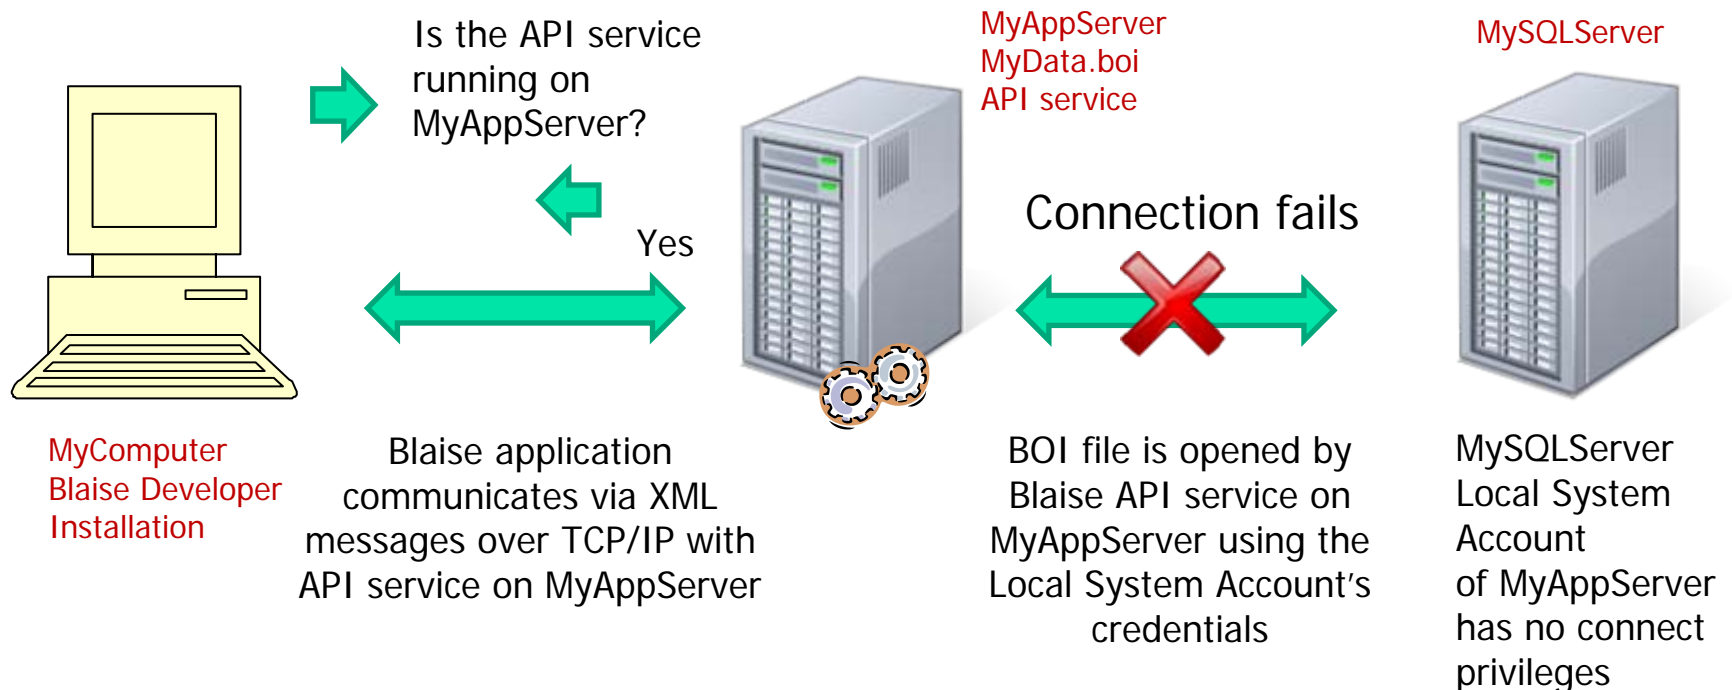 Is the API service
running on
MyAppServer?
Yes
MyAppServer
MyData.boi
API service
MySQLServer
Connection fails
MyComputer
Blaise Developer
Installation
Blaise application
communicates via XML
messages over TCP/IP with
API service on MyAppServer
BOI file is opened by
Blaise API service on
MyAppServer using the
Local System Account's
credentials
MySQLServer
Local System
Account
of MyAppServer
has no connect
privileges